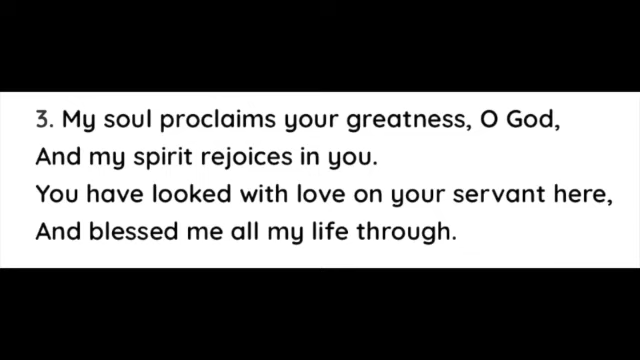 3. My soul proclaims your greatness, O God,
And my spirit rejoices in you.
You have looked with love on your servant here,
And blessed me all my life through.